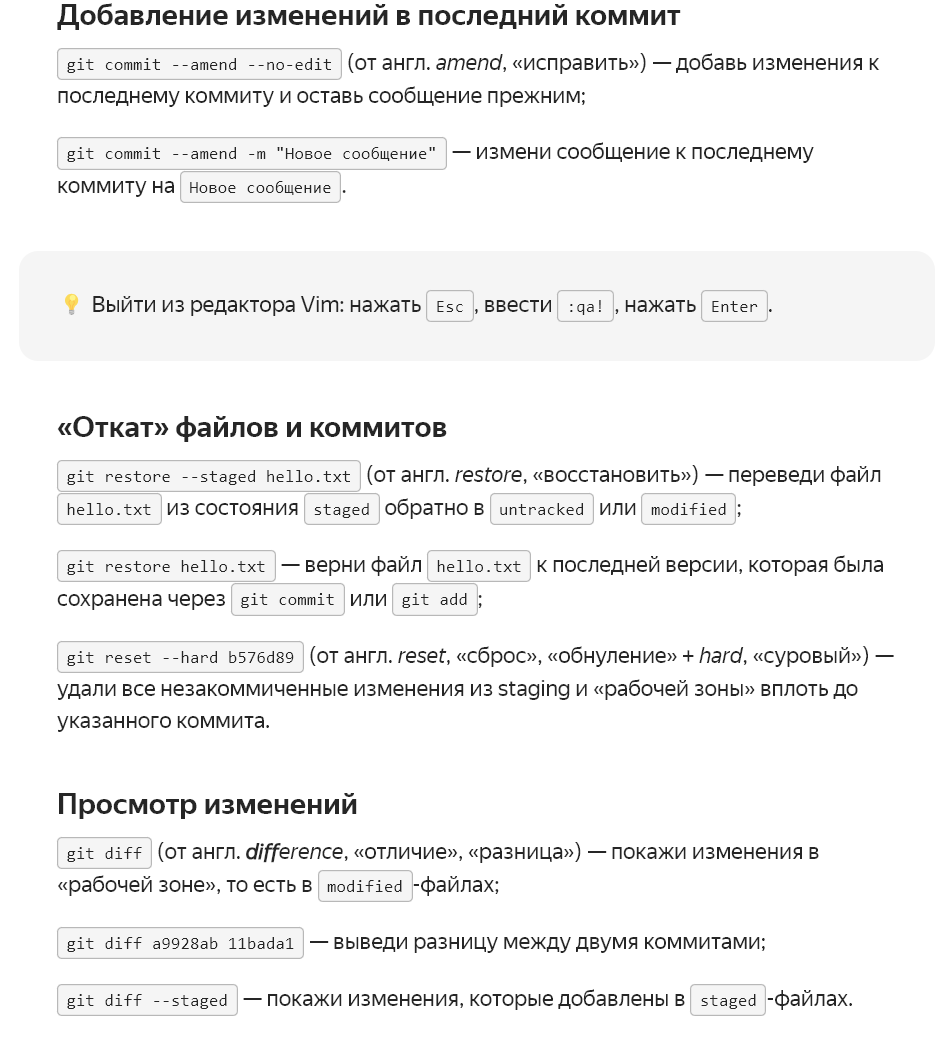 Добавление изменений в последний коммит
git commit --amend --no-edit (от англ. amend, «исправить») — добавь изменения к
последнему коммиту и оставь сообщение прежним;
git commit --amend -m "Новое сообщение" — измени сообщение к последнему
коммиту на Новое сообщение.
💡 Выйти из редактора Vim: нажать Esc, ввести :qa!, нажать Enter.
«Откат» файлов и коммитов
git restore --staged hello.txt (от англ. restore, «восстановить») — переведи файл
hello.txt из состояния staged обратно в untracked или modified;
git restore hello.txt — верни файл hello.txt к последней версии, которая была
сохранена через git commit или git add;
git reset --hard b576d89 (от англ. reset, «сброс», «обнуление» + hard, «суровый») —
удали все незакоммиченные изменения из staging и «рабочей зоны» вплоть до
указанного коммита.
Просмотр изменений
git diff (от англ. difference, «отличие», «разница») — покажи изменения в
«рабочей зоне», то есть в modified-файлах;
git diff a9928ab 11bada1 — выведи разницу между двумя коммитами;
git diff --staged — покажи изменения, которые добавлены в staged-файлах.